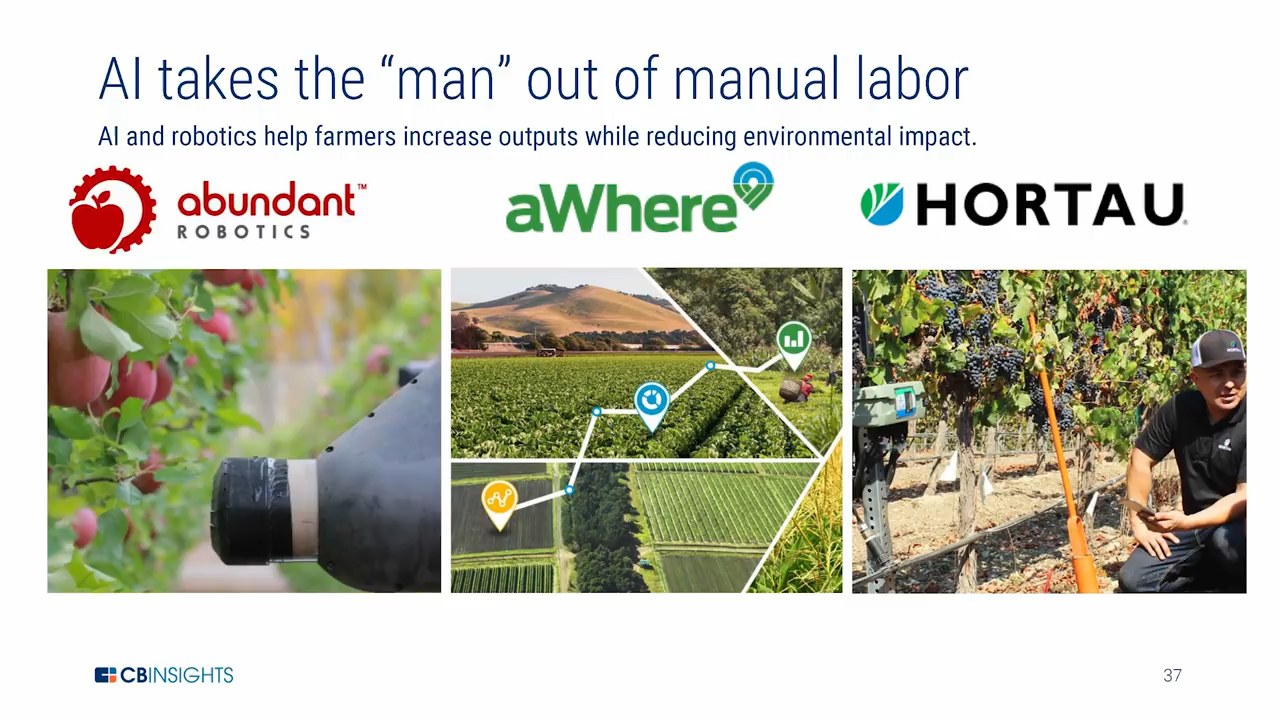 AI takes the “man” out of manual labor
AI and robotics help farmers increase outputs while reducing environmental impact.
abundant™
ROBOTICS
aWhere
HORTAU®
HORTAU
CBINSIGHTS
37